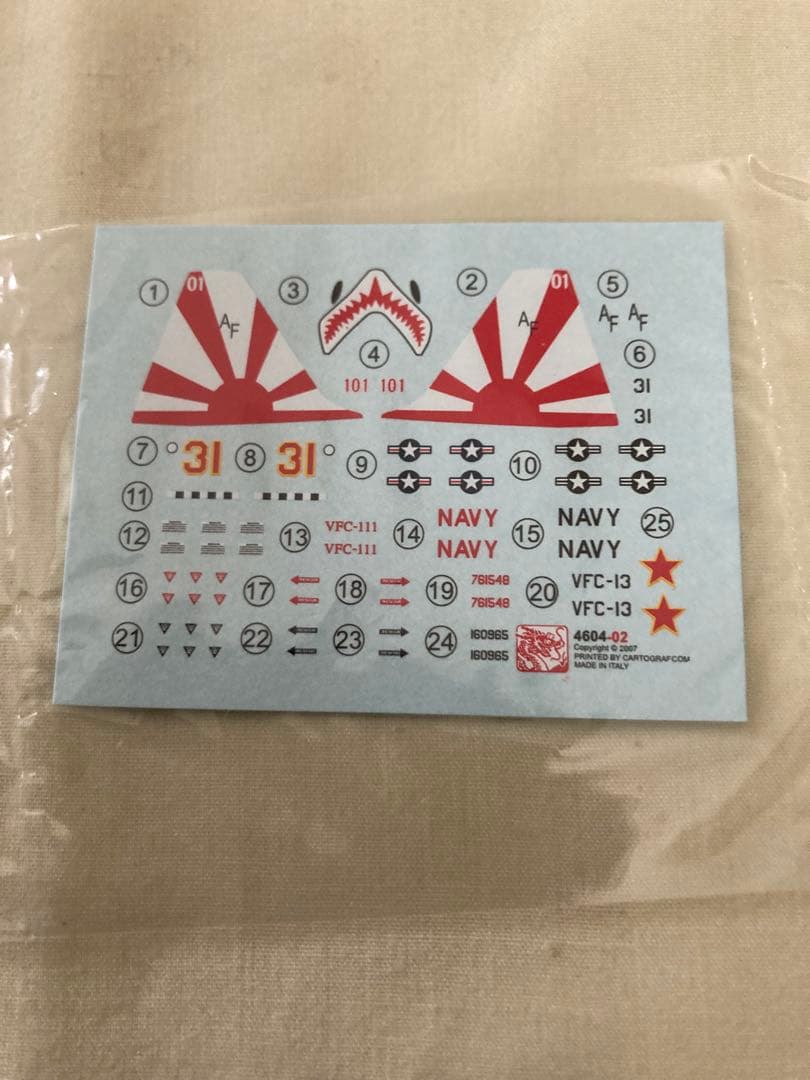 1 01 AF
3
2 01 AF
5 AF AF
4
101 101
6
31
31
7 31 8 31 9 10
11
12 13 VFC-111 14 NAVY 15 NAVY 25
VFC-111 NAVY NAVY
16 17 18 19 761548 20 VFC-13
761548 VFC-13
21 22 23 24 160965 4604-02
160965 Copyright © 2007
PRINTED BY CARTOGRAF.COM
MADE IN ITALY